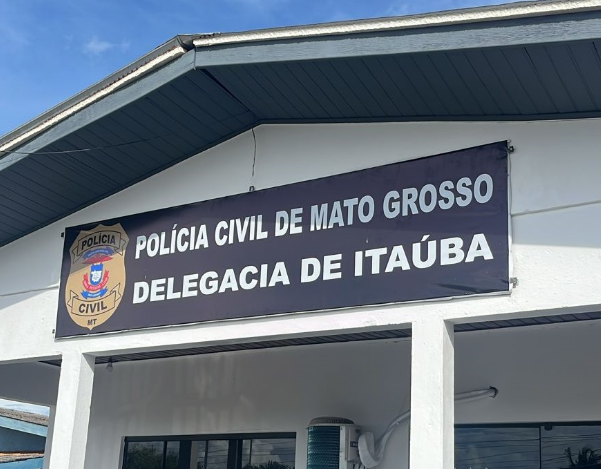 POLÍCIA CIVIL DE MATO GROSSO
DELEGACIA DE ITAÚBA
POLÍCIA
CIVIL
MT